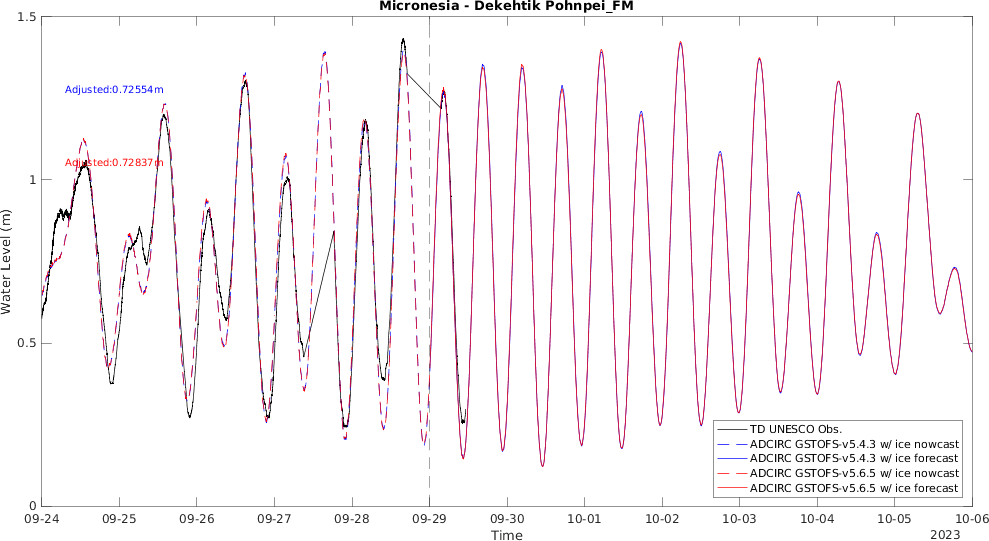 Micronesia - Dekehtik Pohnpei_FM
1.5
Adjusted:0.72554m
Adjusted:0.72837m
1
Water Level (m)
0.5
TD UNESCO Obs.
ADCIRC GSTOFS-v5.4.3 w/ ice nowcast
ADCIRC GSTOFS-v5.4.3 w/ ice forecast
ADCIRC GSTOFS-v5.6.5 w/ ice nowcast
ADCIRC GSTOFS-v5.6.5 w/ ice forecast
0
09-24 09-25 09-26 09-27 09-28 09-29 09-30 10-01 10-02 10-03 10-04 10-05 10-06
Time 2023